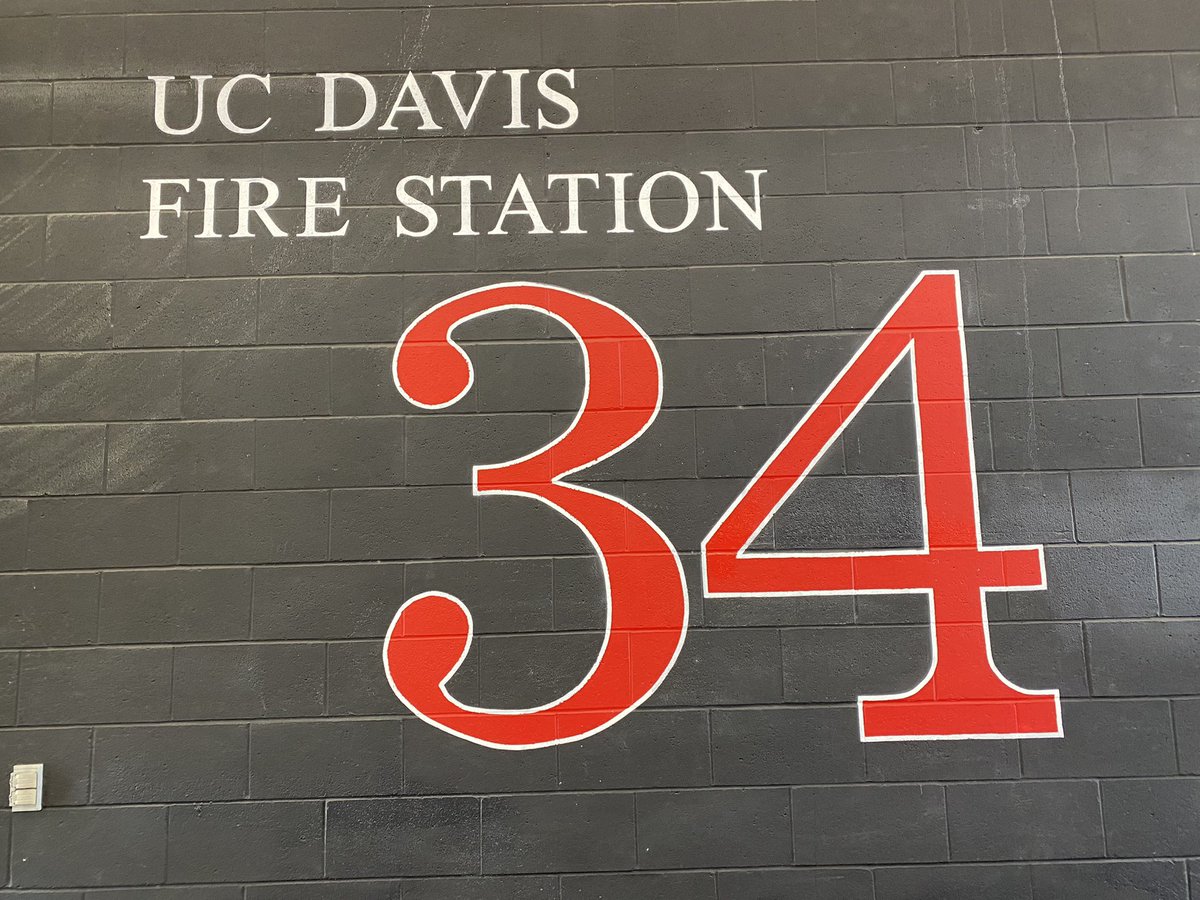 UC DAVIS
FIRE STATION
34